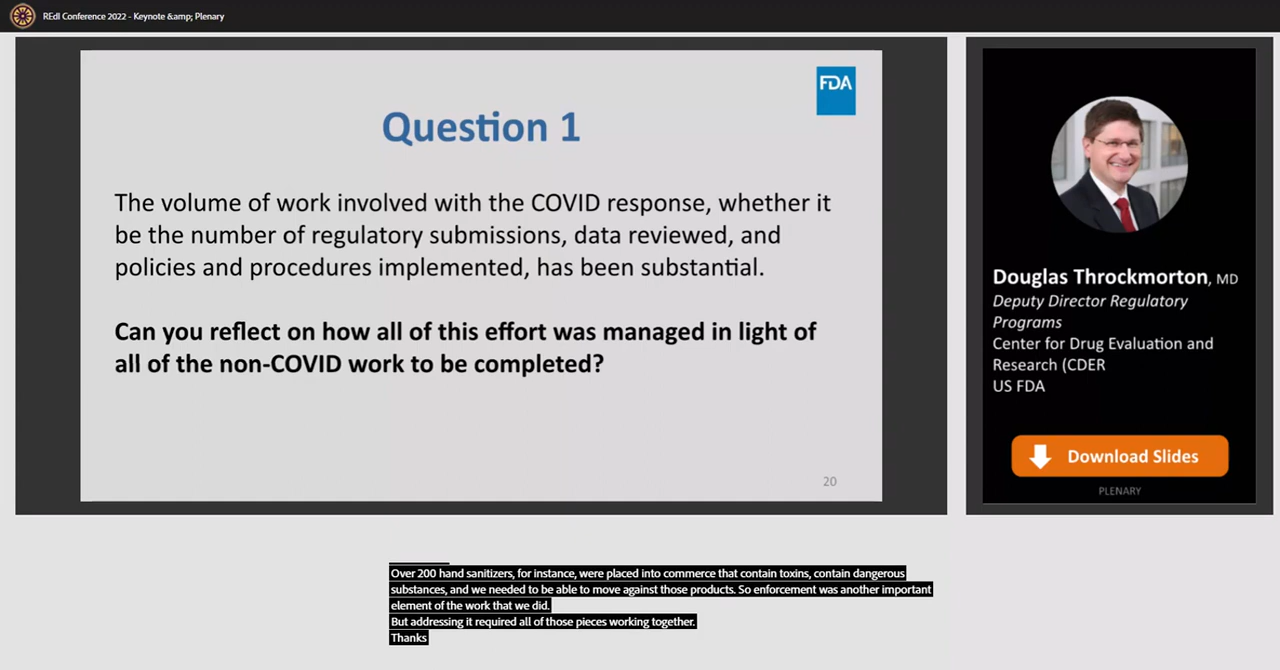 REdI Conference 2022 - Keynote &amp; Plenary
FDA
Question 1
The volume of work involved with the COVID response, whether it
be the number of regulatory submissions, data reviewed, and
policies and procedures implemented, has been substantial.
Can you reflect on how all of this effort was managed in light of
all of the non-COVID work to be completed?
20
Douglas Throckmorton, MD
Deputy Director Regulatory
Programs
Center for Drug Evaluation and
Research (CDER
US FDA
Download Slides
PLENARY
Over 200 hand sanitizers, for instance, were placed into commerce that contain toxins, contain dangerous
substances, and we needed to be able to move against those products. So enforcement was another important
element of the work that we did.
But addressing it required all of those pieces working together.
Thanks